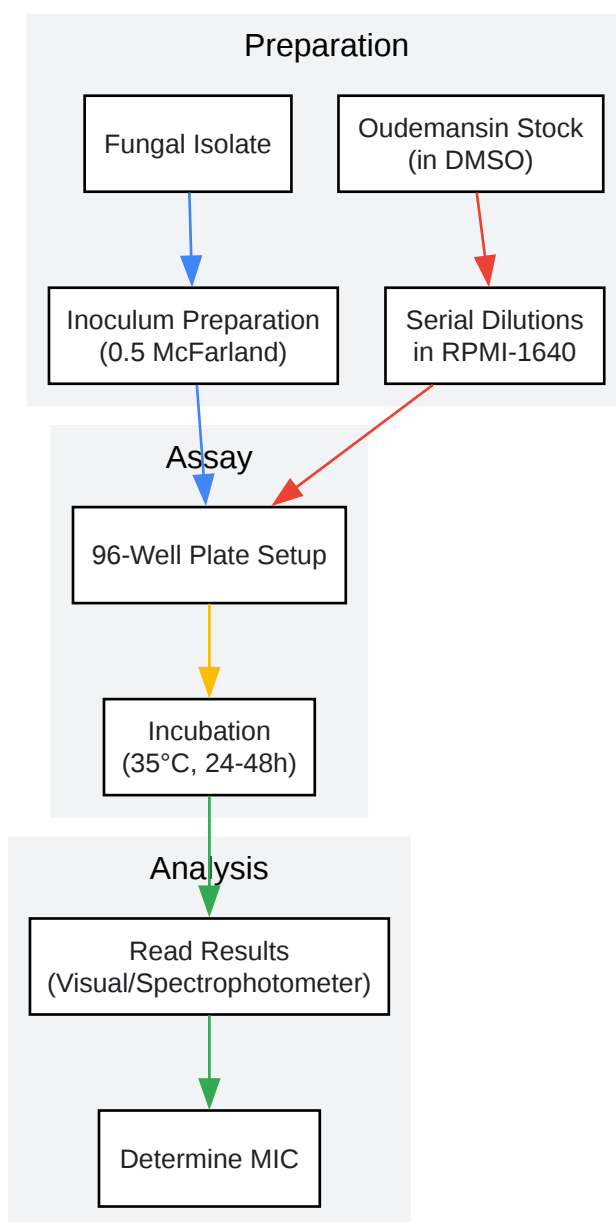 Preparation
Fungal Isolate
Oudemansin Stock
(in DMSO)
Inoculum Preparation
(0.5 McFarland)
Serial Dilutions
in RPMI-1640
Assay
96-Well Plate Setup
Incubation
(35°C, 24-48h)
Analysis
Read Results
(Visual/Spectrophotometer)
Determine MIC